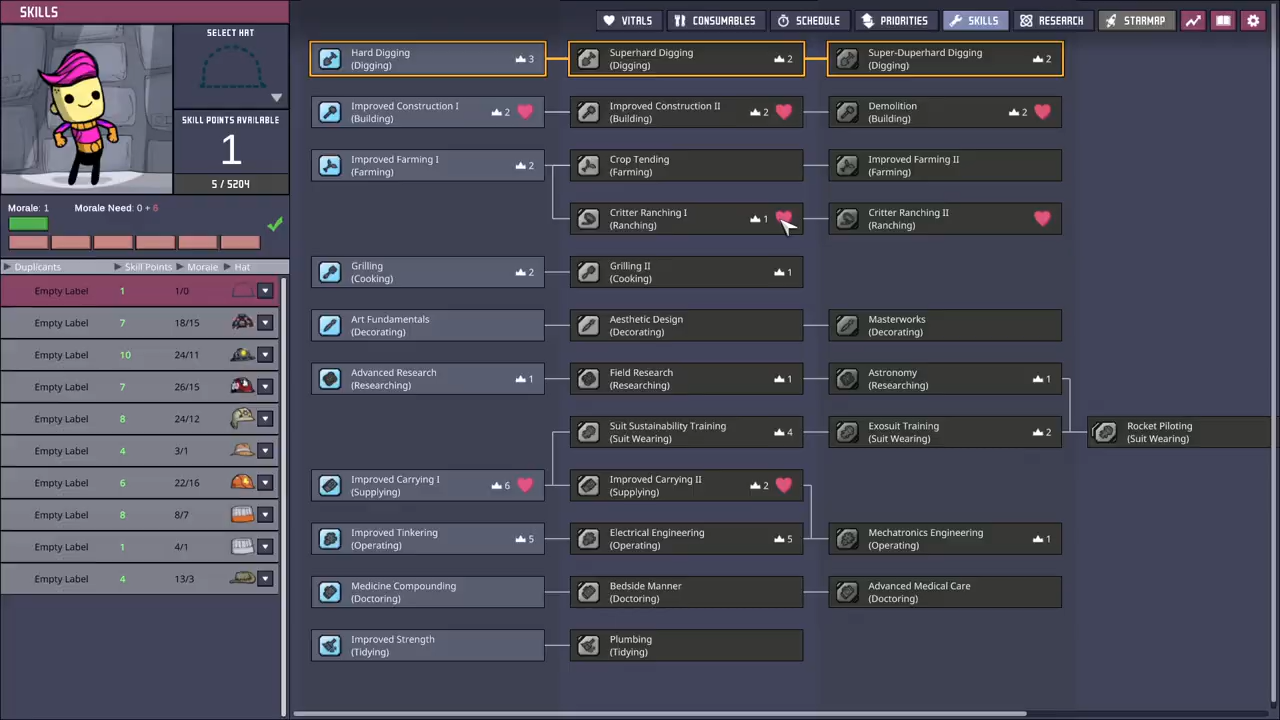 SKILLS
VITALS
CONSUMABLES
SCHEDULE
PRIORITIES
SKILLS
RESEARCH
STARMAP
SELECT HAT
SKILL POINTS AVAILABLE
1
5 / 5204
Morale: 1
Morale Need: 0 + 6
Duplicants
Skill Points
Morale
Hat
Empty Label 1 1/0
Empty Label 7 18/15
Empty Label 10 24/11
Empty Label 7 26/15
Empty Label 8 24/12
Empty Label 4 3/1
Empty Label 6 22/16
Empty Label 8 8/7
Empty Label 1 4/1
Empty Label 4 13/3
Hard Digging
(Digging)
3
Superhard Digging
(Digging)
2
Super-Duperhard Digging
(Digging)
2
Improved Construction I
(Building)
2
Improved Construction II
(Building)
2
Demolition
(Building)
2
Improved Farming I
(Farming)
2
Crop Tending
(Farming)
Improved Farming II
(Farming)
Critter Ranching I
(Ranching)
1
Critter Ranching II
(Ranching)
Grilling
(Cooking)
2
Grilling II
(Cooking)
1
Art Fundamentals
(Decorating)
Aesthetic Design
(Decorating)
Masterworks
(Decorating)
Advanced Research
(Researching)
1
Field Research
(Researching)
1
Astronomy
(Researching)
1
Suit Sustainability Training
(Suit Wearing)
4
Exosuit Training
(Suit Wearing)
2
Rocket Piloting
(Suit Wearing)
Improved Carrying I
(Supplying)
6
Improved Carrying II
(Supplying)
2
Improved Tinkering
(Operating)
5
Electrical Engineering
(Operating)
5
Mechatronics Engineering
(Operating)
1
Medicine Compounding
(Doctoring)
Bedside Manner
(Doctoring)
Advanced Medical Care
(Doctoring)
Improved Strength
(Tidying)
Plumbing
(Tidying)